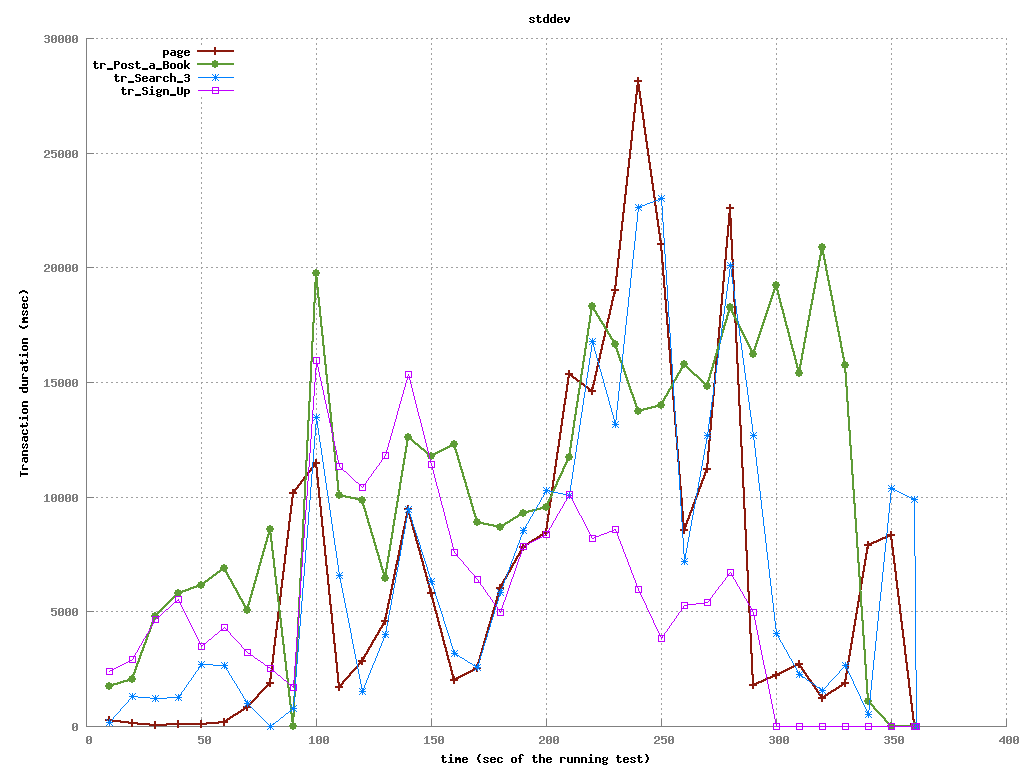 stddev
30000
25000
20000
15000
10000
5000
0
page
tr_Post_a_Book
tr_Search_3
tr_Sign_Up
Transaction duration (msec)
0 50 100 150 200 250 300 350 400
time (sec of the running test)